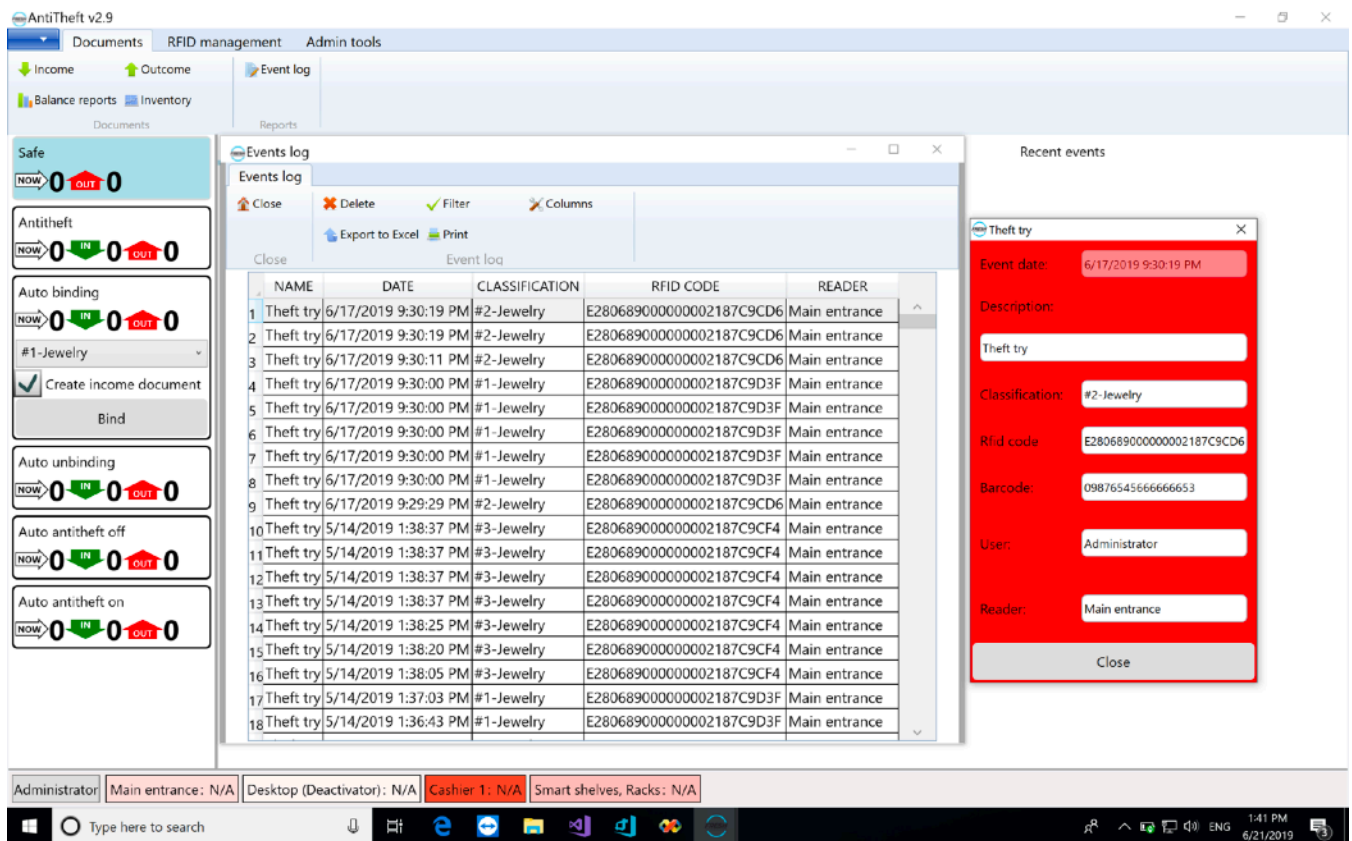 AntiTheft v2.9
Documents RFID management Admin tools
Income Outcome Event log
Balance reports Inventory
Documents Reports
Safe
NOW 0 OUT 0
Antitheft
NOW 0 IN 0 OUT 0
Auto binding
NOW 0 IN 0 OUT 0
#1-Jewelry
Create income document
Bind
Auto unbinding
NOW 0 IN 0 OUT 0
Auto antitheft off
NOW 0 IN 0 OUT 0
Auto antitheft on
NOW 0 IN 0 OUT 0
Events log
Events log
Close Delete Filter Columns
Export to Excel Print
Close Event log
NAME DATE CLASSIFICATION RFID CODE READER
1 Theft try 6/17/2019 9:30:19 PM #2-Jewelry E280689000000002187C9CD6 Main entrance
2 Theft try 6/17/2019 9:30:19 PM #2-Jewelry E280689000000002187C9CD6 Main entrance
3 Theft try 6/17/2019 9:30:11 PM #2-Jewelry E280689000000002187C9CD6 Main entrance
4 Theft try 6/17/2019 9:30:00 PM #1-Jewelry E280689000000002187C9D3F Main entrance
5 Theft try 6/17/2019 9:30:00 PM #1-Jewelry E280689000000002187C9D3F Main entrance
6 Theft try 6/17/2019 9:30:00 PM #1-Jewelry E280689000000002187C9D3F Main entrance
7 Theft try 6/17/2019 9:30:00 PM #1-Jewelry E280689000000002187C9D3F Main entrance
8 Theft try 6/17/2019 9:30:00 PM #1-Jewelry E280689000000002187C9D3F Main entrance
9 Theft try 6/17/2019 9:29:29 PM #2-Jewelry E280689000000002187C9CD6 Main entrance
10 Theft try 5/14/2019 1:38:37 PM #3-Jewelry E280689000000002187C9CF4 Main entrance
11 Theft try 5/14/2019 1:38:37 PM #3-Jewelry E280689000000002187C9CF4 Main entrance
12 Theft try 5/14/2019 1:38:37 PM #3-Jewelry E280689000000002187C9CF4 Main entrance
13 Theft try 5/14/2019 1:38:37 PM #3-Jewelry E280689000000002187C9CF4 Main entrance
14 Theft try 5/14/2019 1:38:25 PM #3-Jewelry E280689000000002187C9CF4 Main entrance
15 Theft try 5/14/2019 1:38:20 PM #3-Jewelry E280689000000002187C9CF4 Main entrance
16 Theft try 5/14/2019 1:38:05 PM #3-Jewelry E280689000000002187C9CF4 Main entrance
17 Theft try 5/14/2019 1:37:03 PM #1-Jewelry E280689000000002187C9D3F Main entrance
18 Theft try 5/14/2019 1:36:43 PM #1-Jewelry E280689000000002187C9D3F Main entrance
Recent events
Theft try
Event date: 6/17/2019 9:30:19 PM
Description:
Theft try
Classification: #2-Jewelry
Rfid code E280689000000002187C9CD6
Barcode: 09876545666666653
User: Administrator
Reader: Main entrance
Close
Administrator Main entrance: N/A Desktop (Deactivator): N/A Cashier 1: N/A Smart shelves, Racks: N/A
Type here to search ENG 1:41 PM
6/21/2019